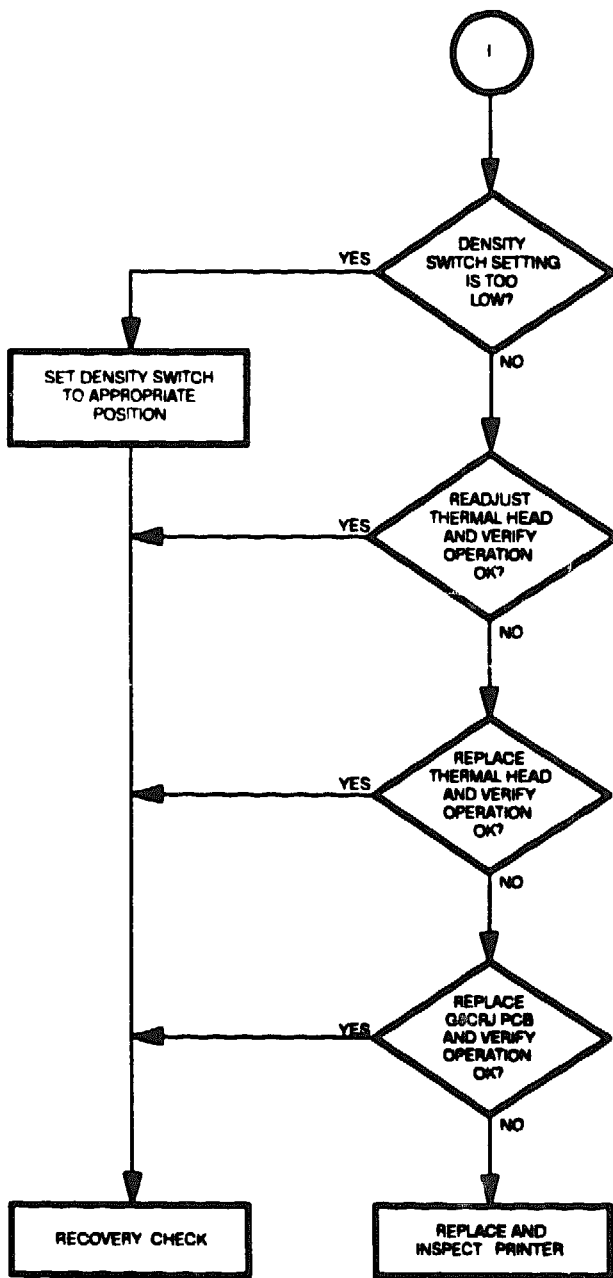 I
DENSITY
SWITCH SETTING
IS TOO
LOW?
YES
NO
SET DENSITY SWITCH
TO APPROPRIATE
POSITION
READJUST
THERMAL HEAD
AND VERIFY
OPERATION
OK?
YES
NO
REPLACE
THERMAL HEAD
AND VERIFY
OPERATION
OK?
YES
NO
REPLACE
PCB
AND VERIFY
OPERATION
OK?
YES
NO
RECOVERY CHECK
REPLACE AND
INSPECT PRINTER